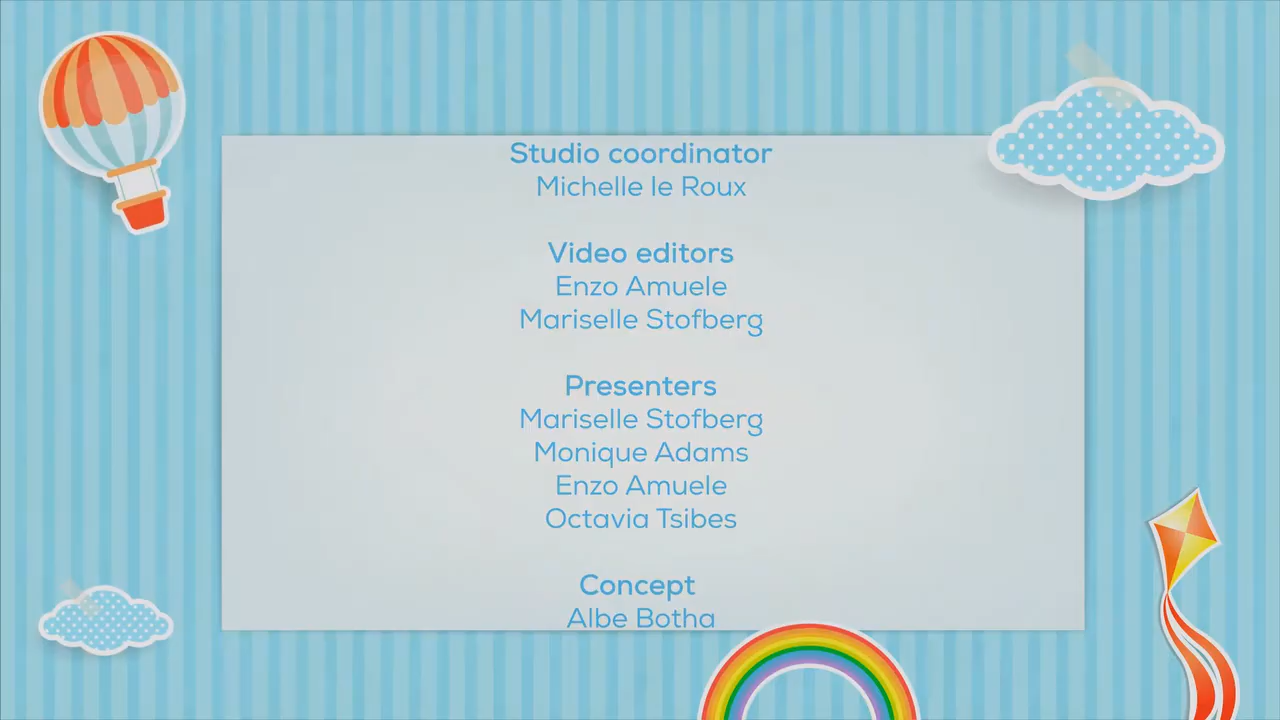 Studio coordinator
Michelle le Roux
Video editors
Enzo Amuele
Mariselle Stofberg
Presenters
Mariselle Stofberg
Monique Adams
Enzo Amuele
Octavia Tsibes
Concept
Albe Botha